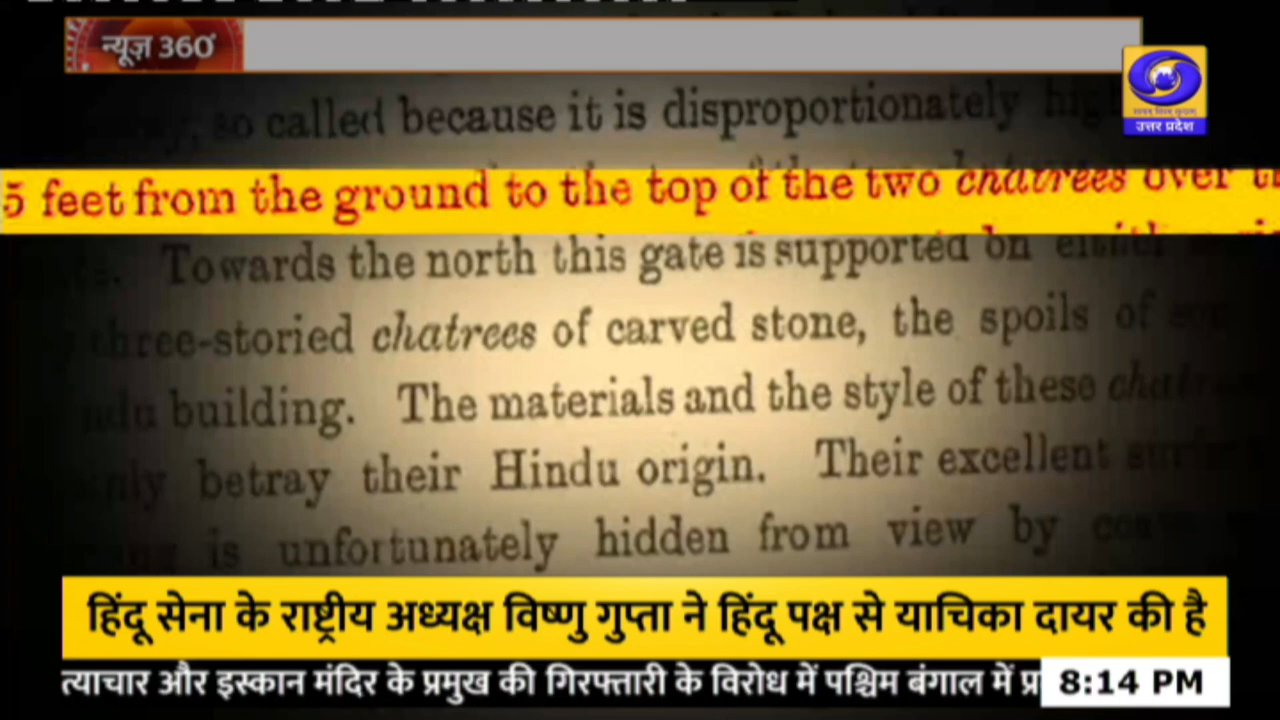 न्यूज़ 360°
उत्तर प्रदेश
so called because it is disproportionately
5 feet from the ground to the top of the two chatrees over
Towards the north this gate is supported on either
three-storied chatrees of carved stone, the spoils of
building. The materials and the style of these
betray their Hindu origin. Their excellent
is unfortunately hidden from view by
हिंदू सेना के राष्ट्रीय अध्यक्ष विष्णु गुप्ता ने हिंदू पक्ष से याचिका दायर की है
त्याचार और इस्कान मंदिर के प्रमुख की गिरफ्तारी के विरोध में पश्चिम बंगाल में प्र
8:14 PM